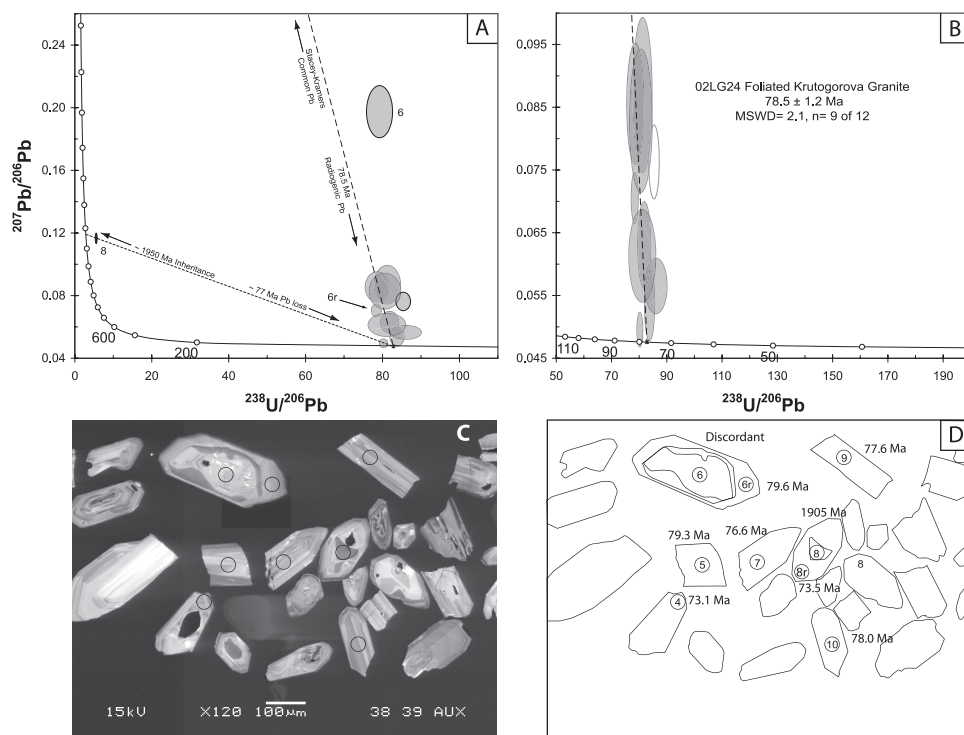 A
0.24
0.20
0.16
0.12
0.08
0.04
207Pb/206Pb
Stacey-Kramers
Common Pb
78.5 Ma
Radiogenic Pb
6
8
~ 1950 Ma Inheritance
~ 77 Ma Pb loss
6r
600
200
0
20
40
60
80
100
238U/206Pb
B
0.095
0.085
0.075
0.065
0.055
0.045
02LG24 Foliated Krutogorova Granite
78.5 ± 1.2 Ma
MSWD= 2.1, n= 9 of 12
110
90
70
50
50
70
90
110
130
150
170
190
238U/206Pb
C
15kV X120 100µm 38 39 AUX
D
Discordant
6
6r
79.6 Ma
9
77.6 Ma
1905 Ma
79.3 Ma
76.6 Ma
5
7
8
8r
8
73.5 Ma
4
73.1 Ma
10
78.0 Ma